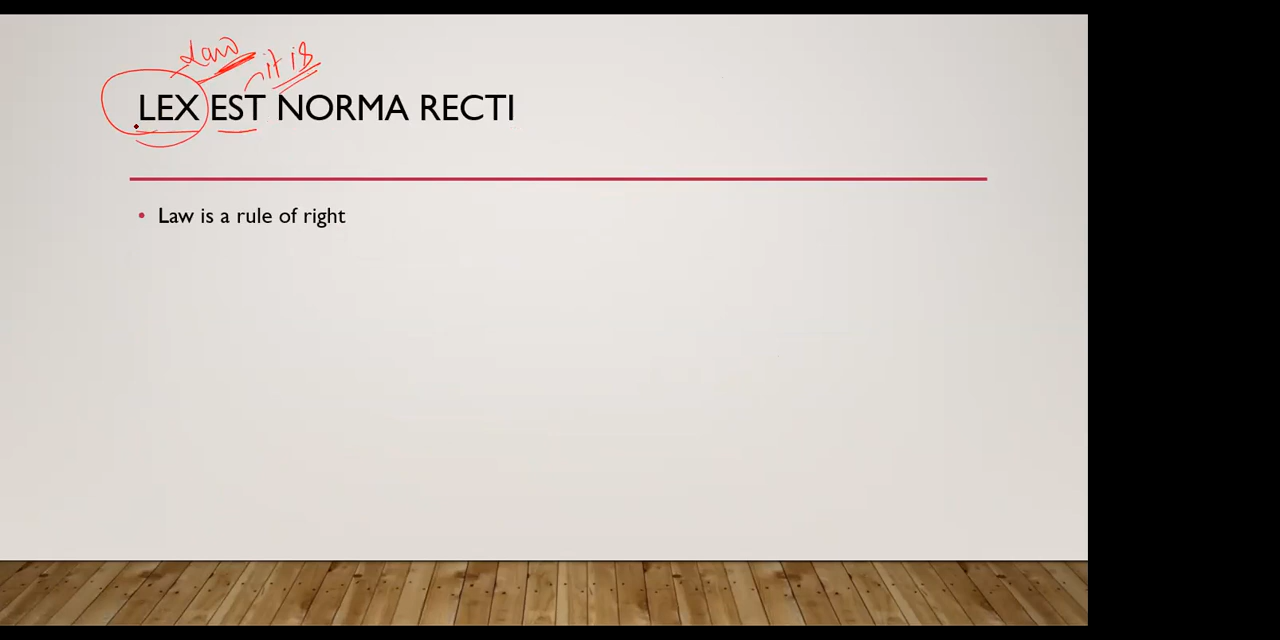 Law it is
LEX EST NORMA RECTI
• Law is a rule of right